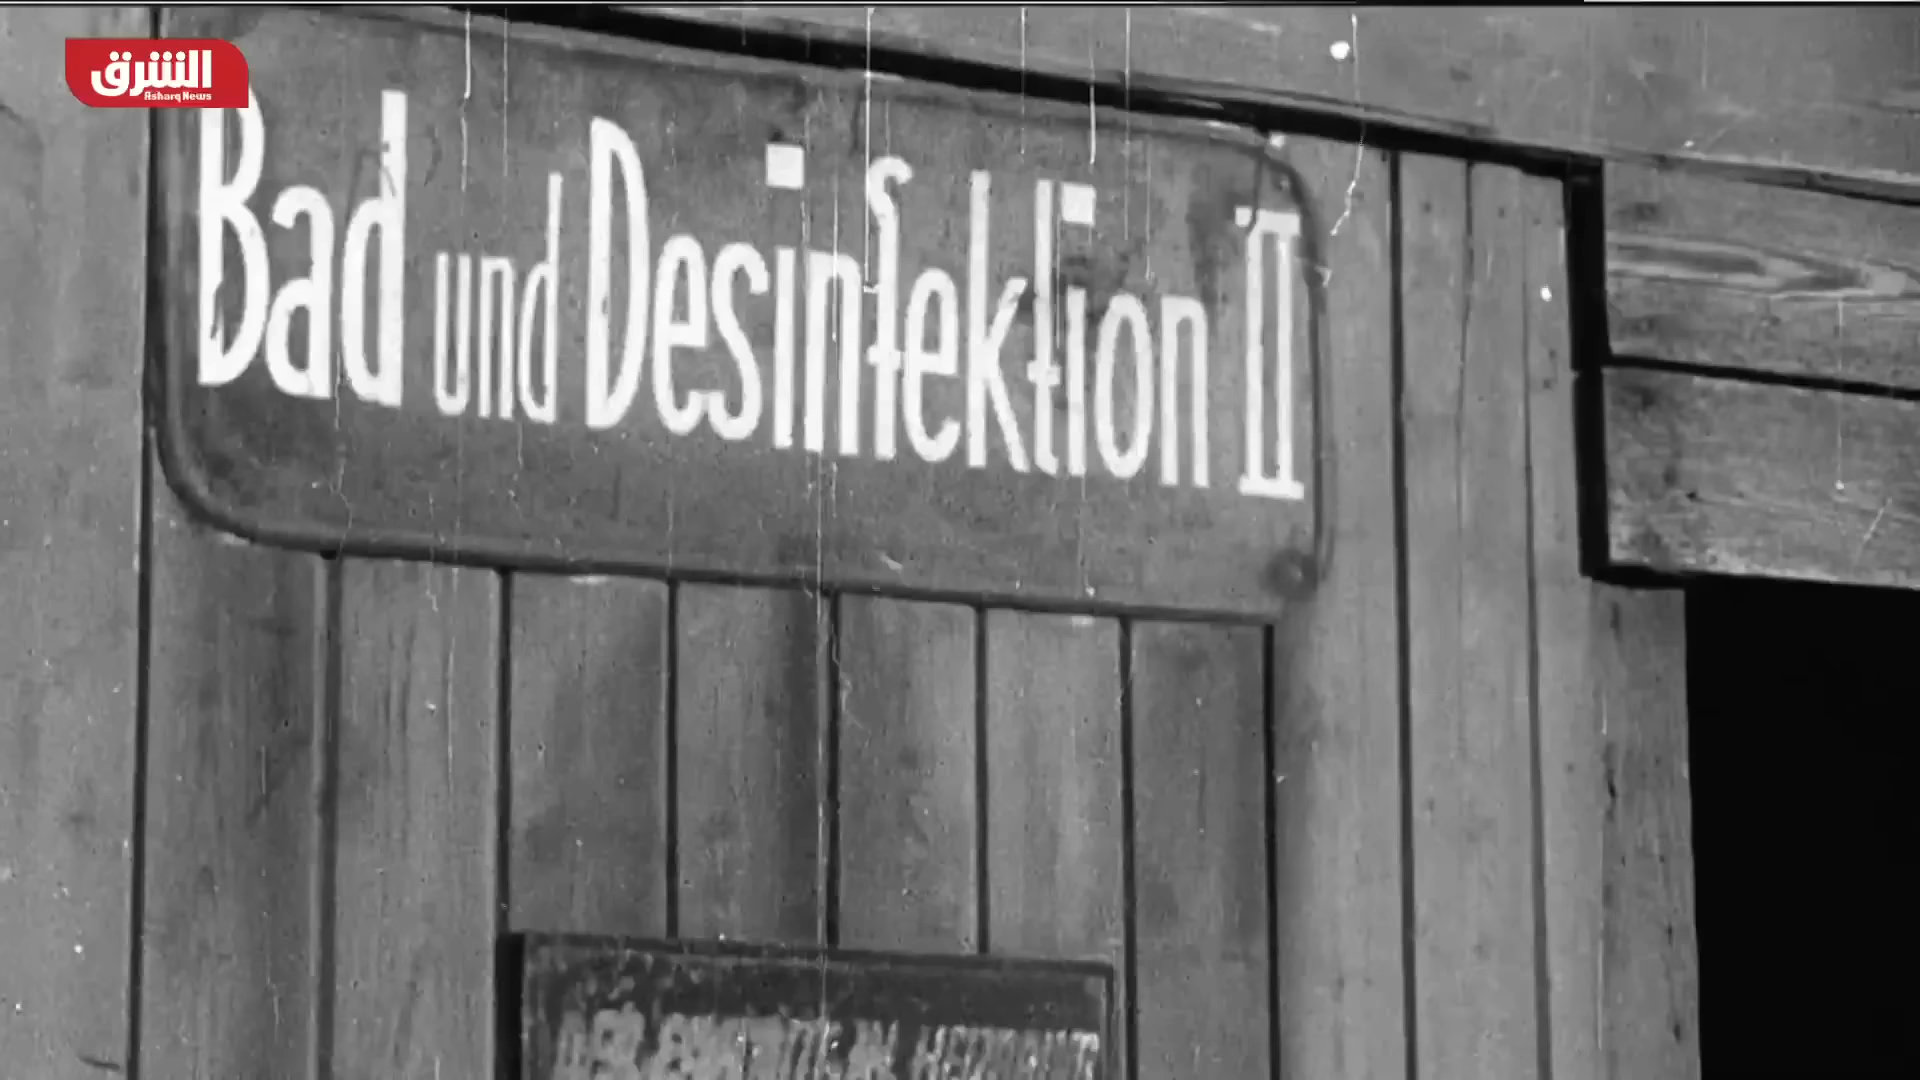 الشرق
Asharq News
Bad und Desinfektion II